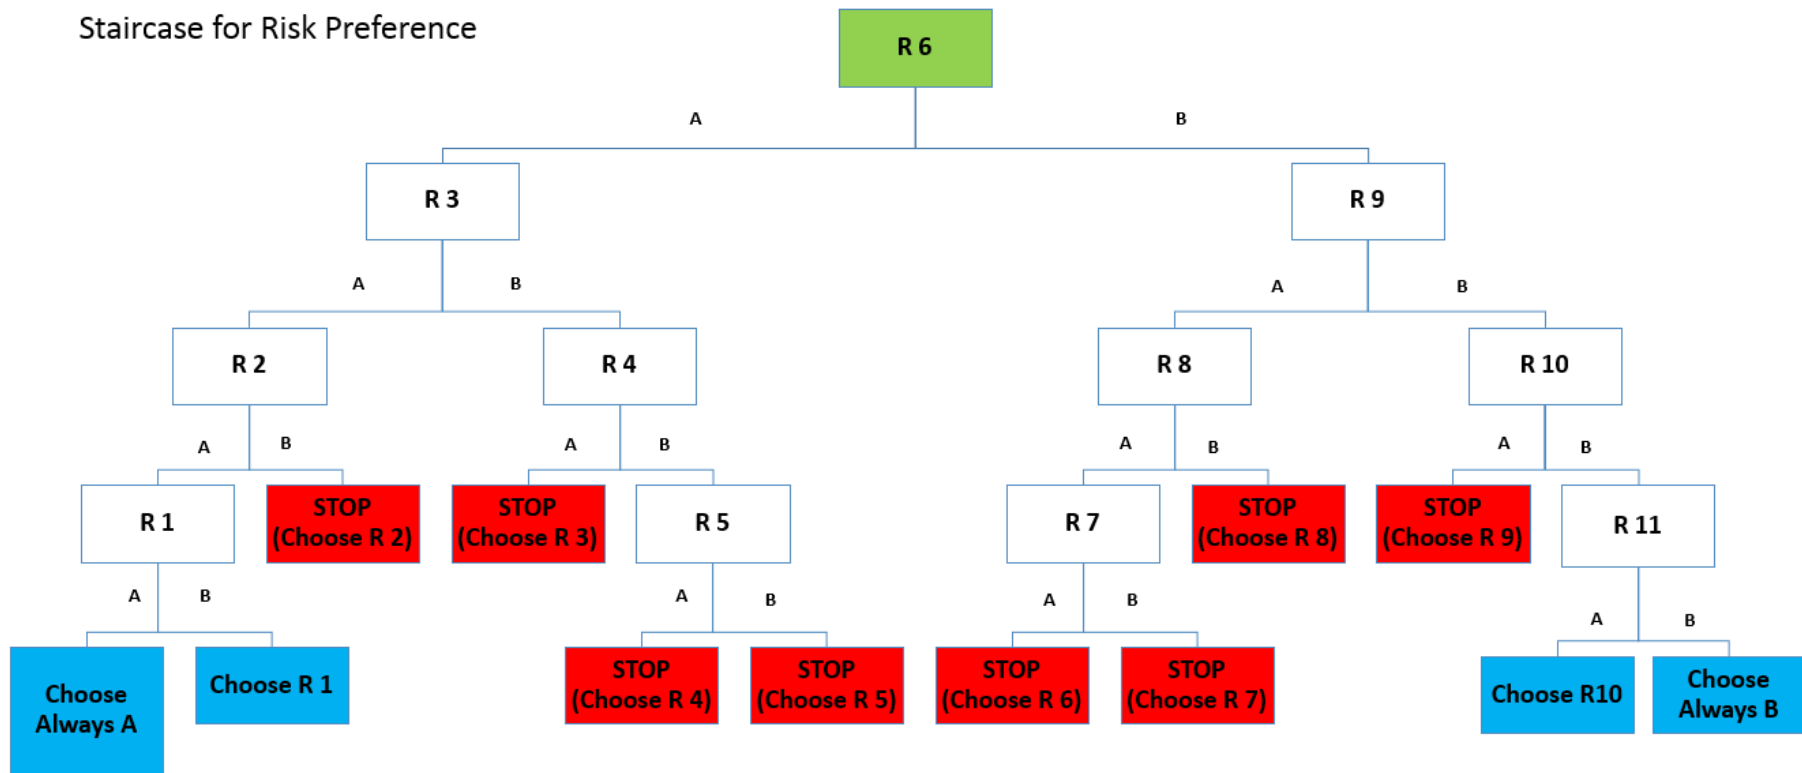 Staircase for Risk Preference
R 6
A
B
R 3
R 9
A
B
A
B
R 2
R 4
R 8
R 10
A
B
A
B
A
B
A
B
R 1
STOP
(Choose R 2)
STOP
(Choose R 3)
R 5
R 7
STOP
(Choose R 8)
STOP
(Choose R 9)
R 11
A
B
A
B
A
B
A
B
Choose
Always A
Choose R 1
STOP
(Choose R 4)
STOP
(Choose R 5)
STOP
(Choose R 6)
STOP
(Choose R 7)
Choose R10
Choose
Always B